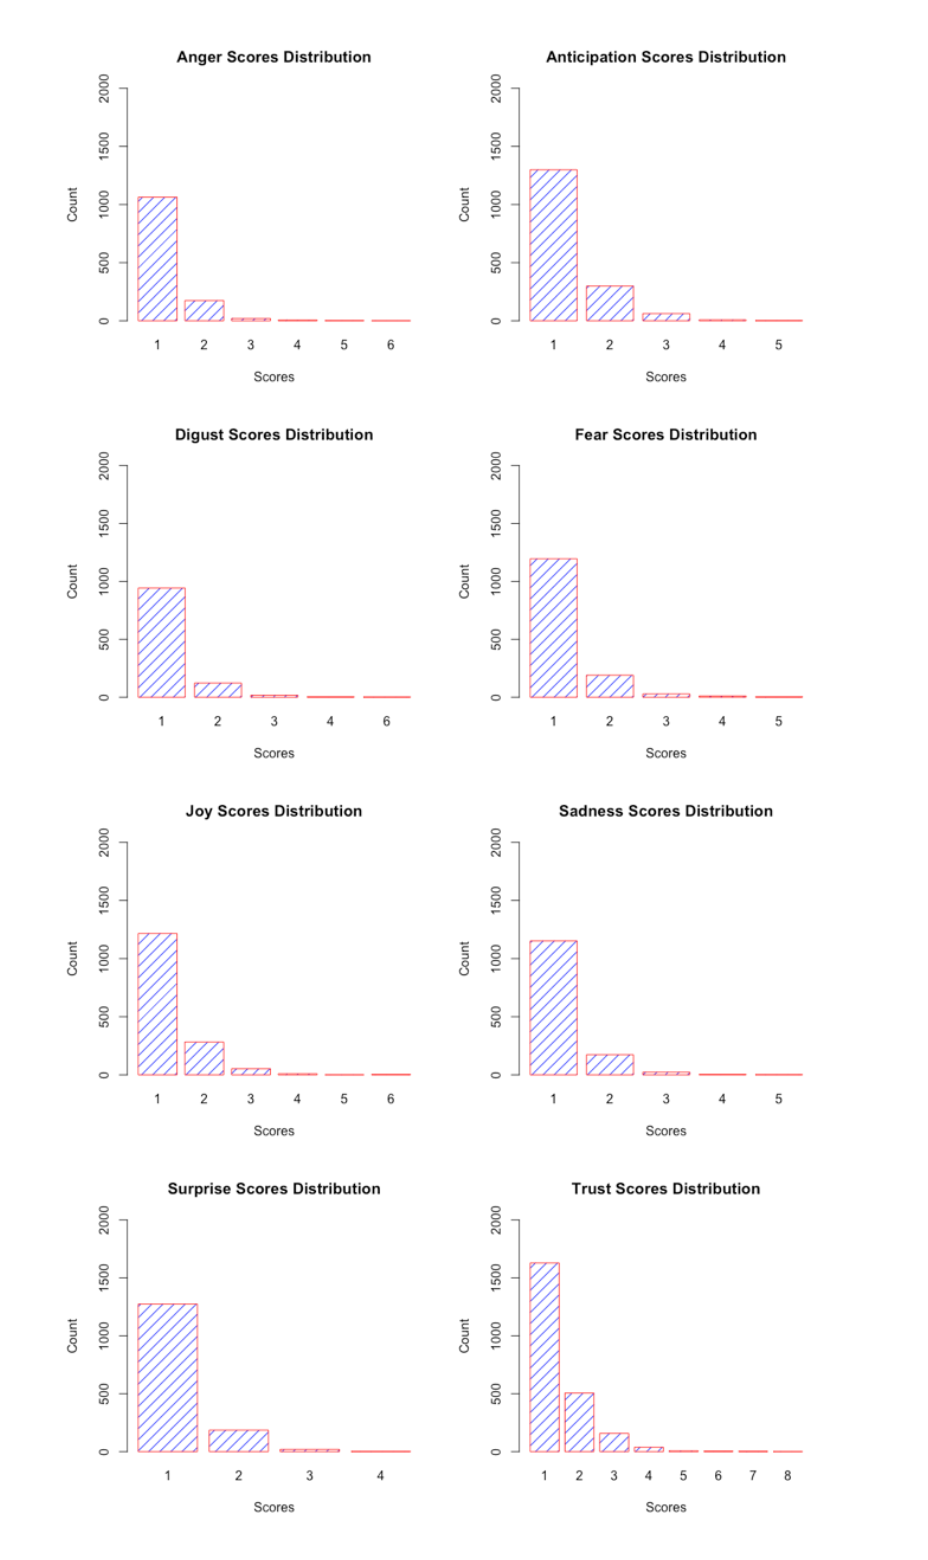 Anger Scores Distribution
2000
1500
1000
500
0
Count
1 2 3 4 5 6
Scores
Anticipation Scores Distribution
2000
1500
1000
500
0
Count
1 2 3 4 5
Scores
Digust Scores Distribution
2000
1500
1000
500
0
Count
1 2 3 4 6
Scores
Fear Scores Distribution
2000
1500
1000
500
0
Count
1 2 3 4 5
Scores
Joy Scores Distribution
2000
1500
1000
500
0
Count
1 2 3 4 5 6
Scores
Sadness Scores Distribution
2000
1500
1000
500
0
Count
1 2 3 4 5
Scores
Surprise Scores Distribution
2000
1500
1000
500
0
Count
1 2 3 4
Scores
Trust Scores Distribution
2000
1500
1000
500
0
Count
1 2 3 4 5 6 7 8
Scores